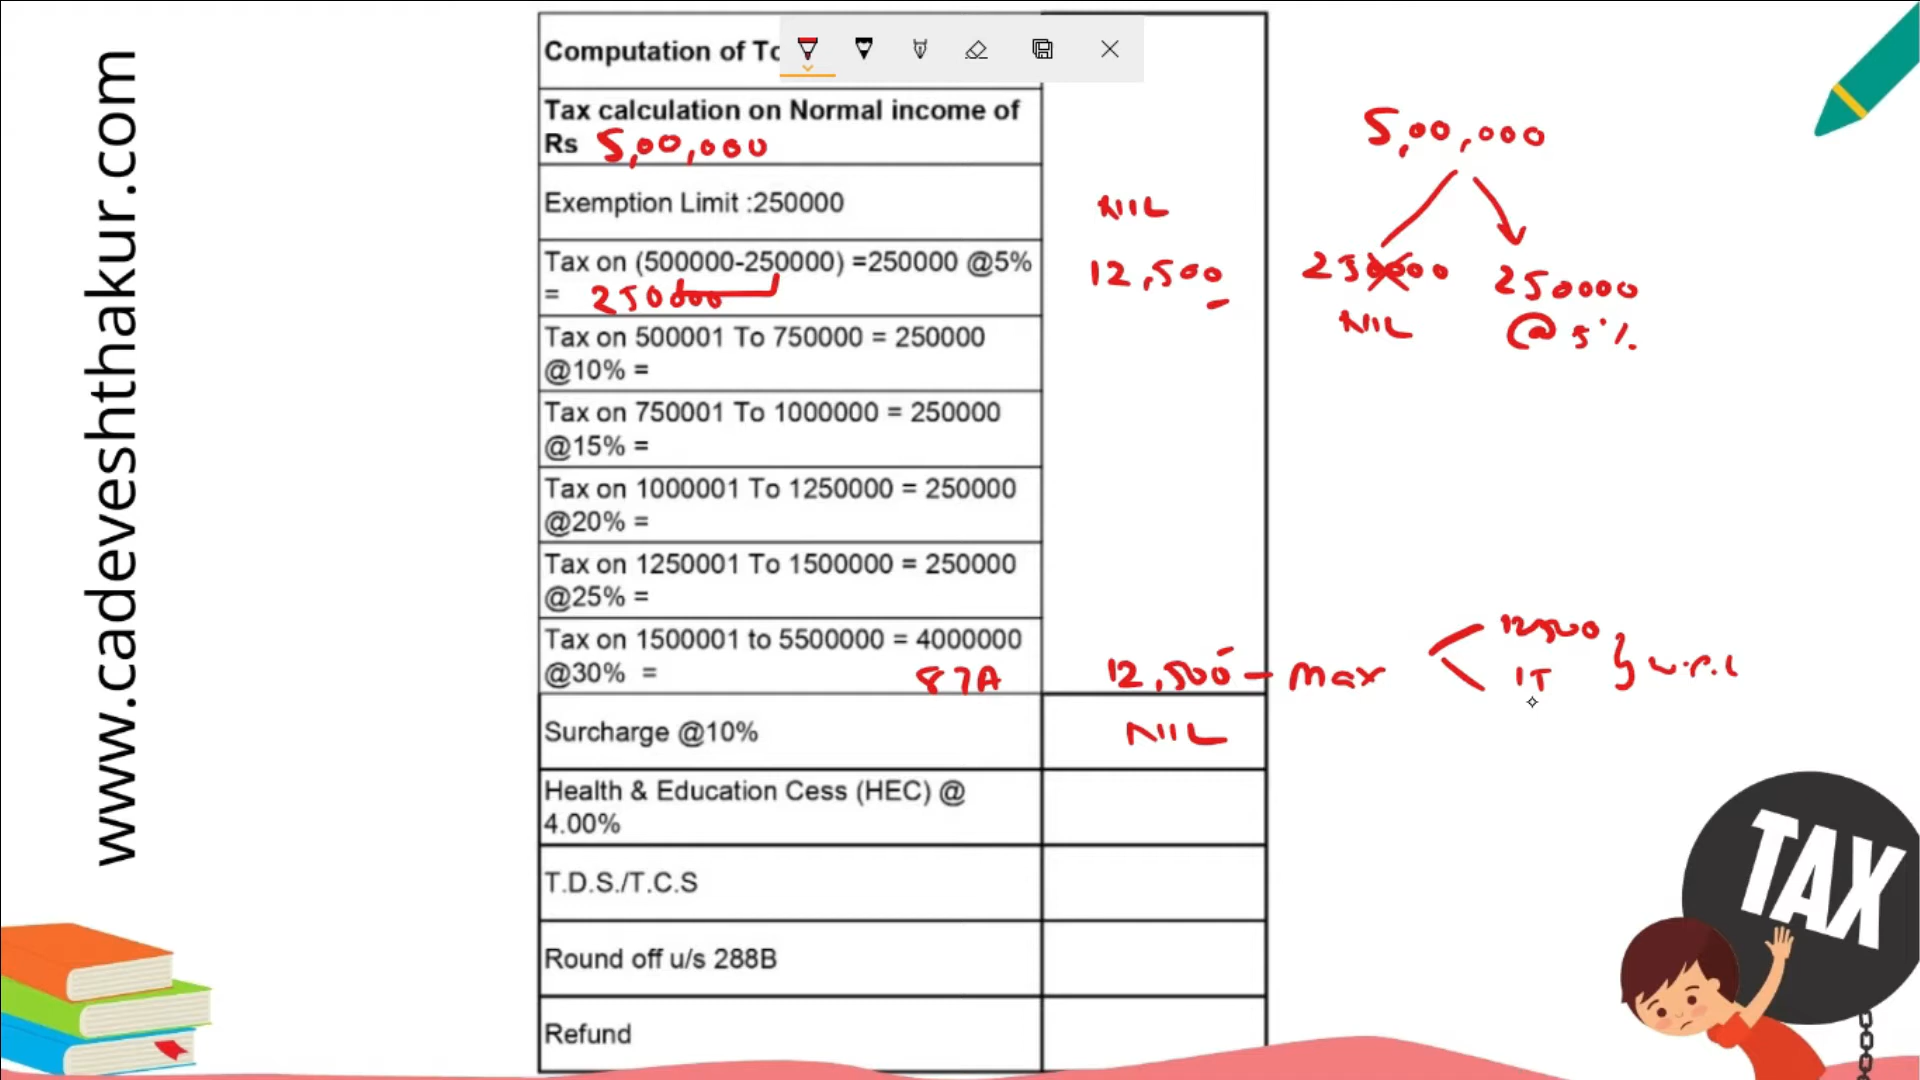 www.cadeveshthakur.com
Computation of To
Tax calculation on Normal income of
Rs 5,00,000
Exemption Limit :250000
NIL
Tax on (500000-250000) =250000 @5%
= 250000
12,500
Tax on 500001 To 750000 = 250000
@10% =
Tax on 750001 To 1000000 = 250000
@15% =
Tax on 1000001 To 1250000 = 250000
@20% =
Tax on 1250001 To 1500000 = 250000
@25% =
Tax on 1500001 to 5500000 = 4000000
@30% =
87A
12,500 - max
Surcharge @10%
NIL
Health & Education Cess (HEC) @
4.00%
T.D.S./T.C.S
Round off u/s 288B
Refund
5,00,000
250000
NIL
250000
@ 5%
12500
IT
TAX